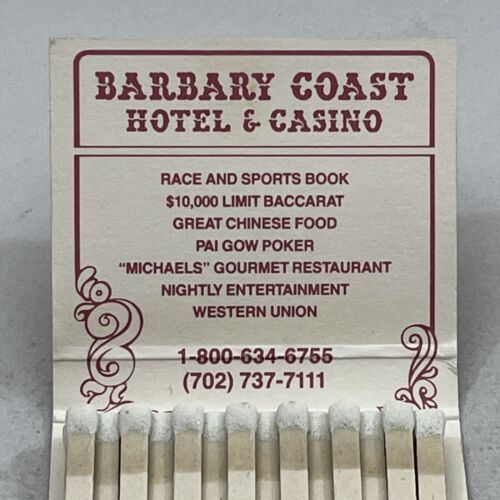 BARBARY COAST
HOTEL & CASINO
RACE AND SPORTS BOOK
$10,000 LIMIT BACCARAT
GREAT CHINESE FOOD
PAI GOW POKER
"MICHAELS" GOURMET RESTAURANT
NIGHTLY ENTERTAINMENT
WESTERN UNION
1-800-634-6755
(702) 737-7111